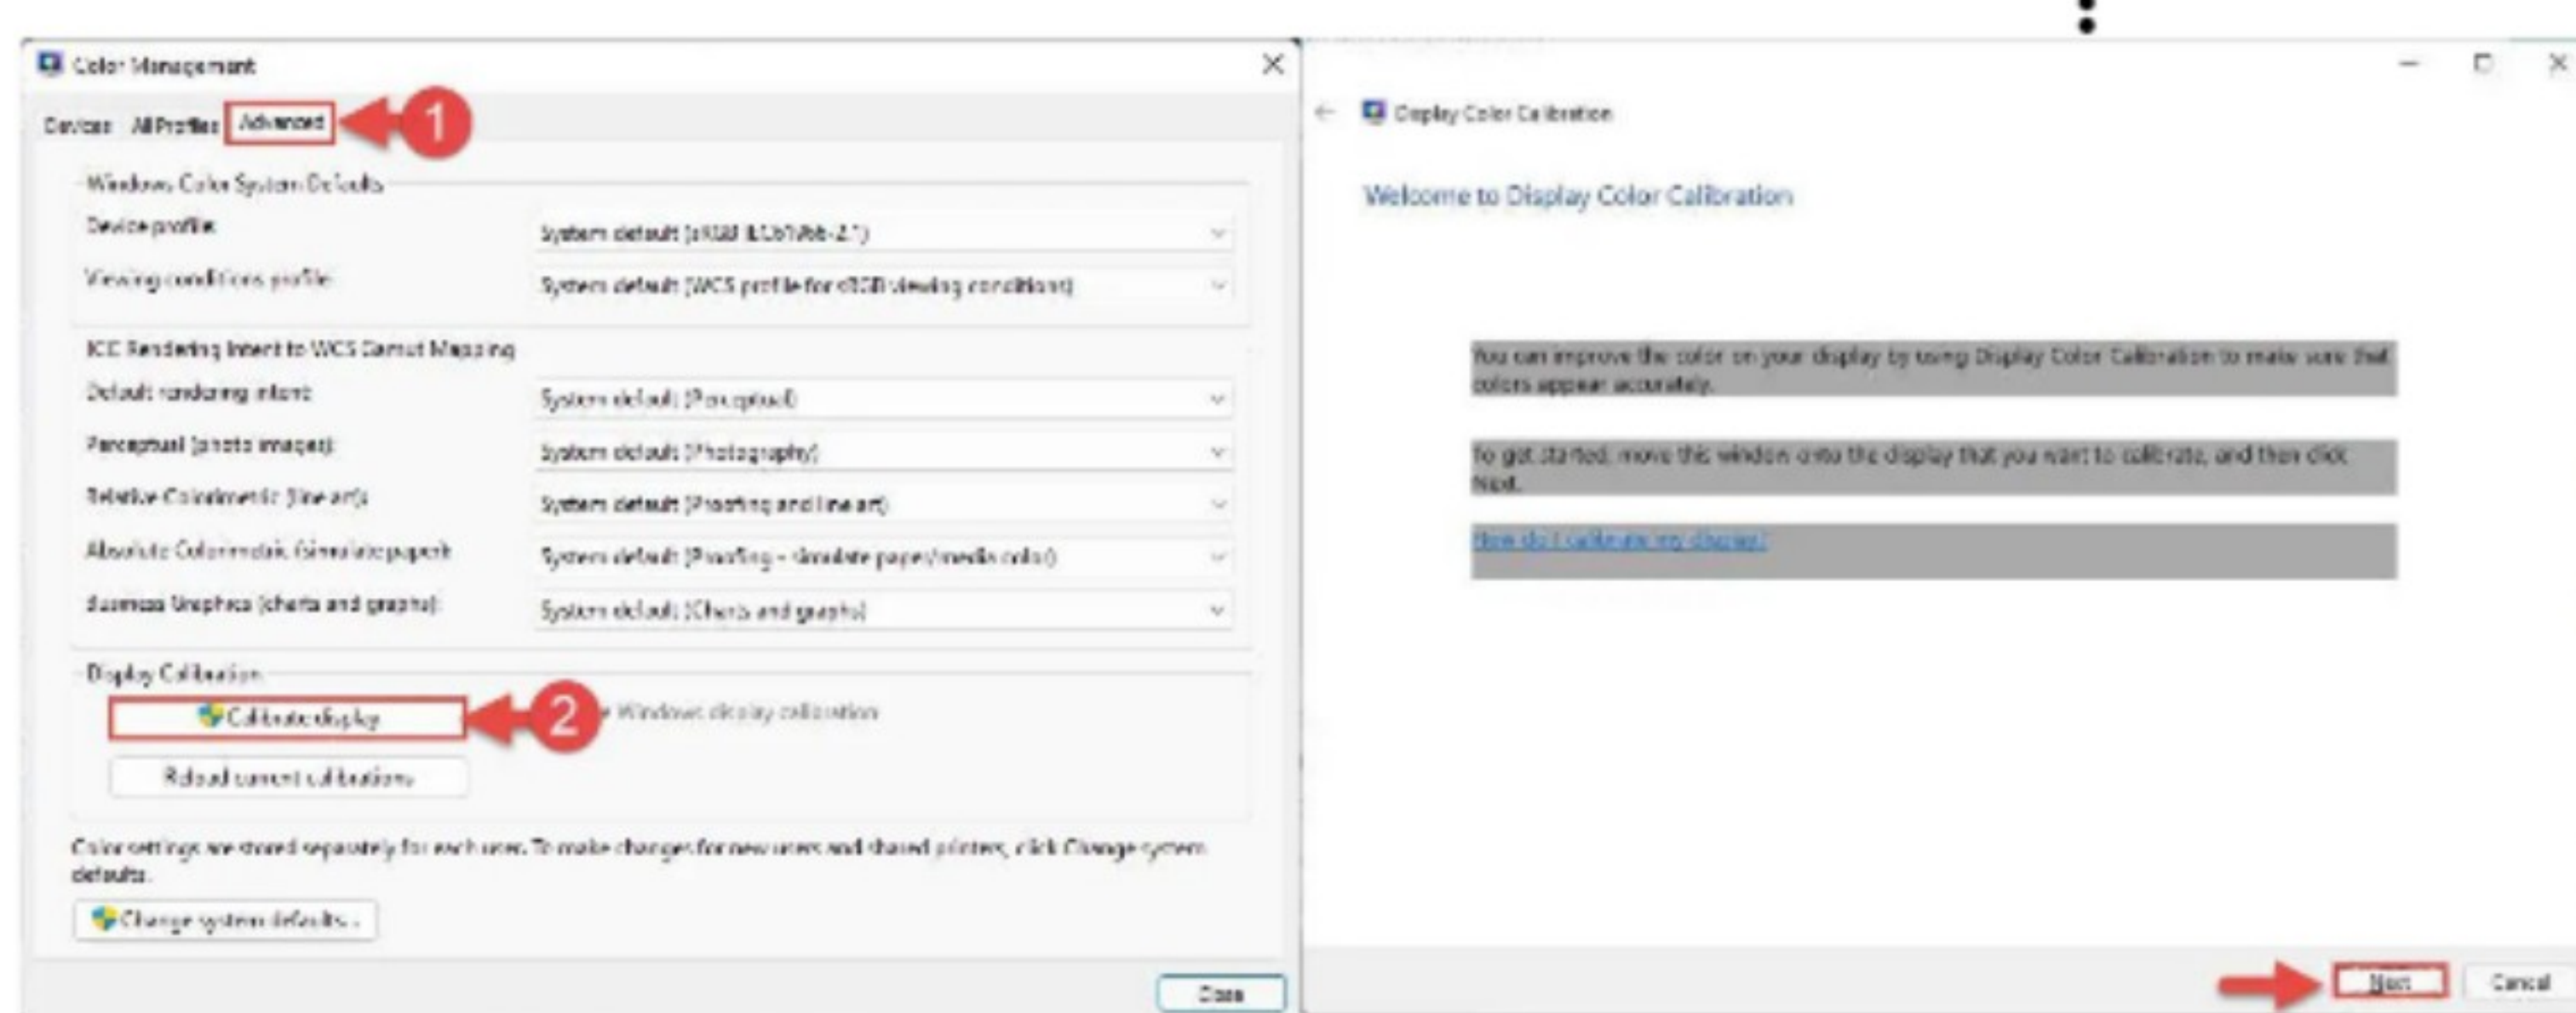 Color Management
Devices All Profiles Advanced
1
Windows Color System Defaults
Device profile:
System default (sRGB IEC61966-2.1)
Viewing conditions profile:
System default (WCS profile for sRGB viewing conditions)
ICC Rendering Intent to WCS Gamut Mapping
Default rendering intent:
System default (Perceptual)
Perceptual (photo images):
System default (Photography)
Relative Colorimetric (line art):
System default (Proofing and line art)
Absolute Colorimetric (simulate paper):
System default (Proofing - simulate paper/media color)
Business Graphics (charts and graphs):
System default (Charts and graphs)
Display Calibration
Calibrate display
2
Windows display calibration
Reload current calibrations
Color settings are stored separately for each user. To make changes for new users and shared printers, click Change system
defaults.
Change system defaults...
Close
Display Color Calibration
Welcome to Display Color Calibration
You can improve the color on your display by using Display Color Calibration to make sure that
colors appear accurately.
To get started, move this window onto the display that you want to calibrate, and then click
Next.
How do I calibrate my display?
Next
Cancel